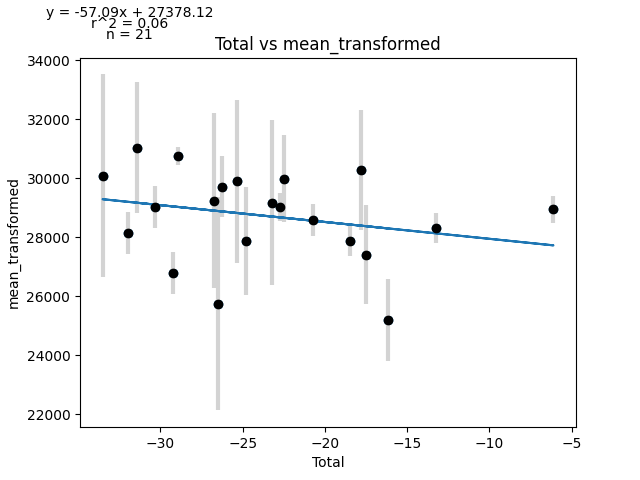 y = -57.09x + 27378.12
r^2 = 0.06
n = 21
Total vs mean_transformed
34000
32000
30000
28000
26000
24000
22000
mean_transformed
−30
−25
−20
−15
−10
−5
Total